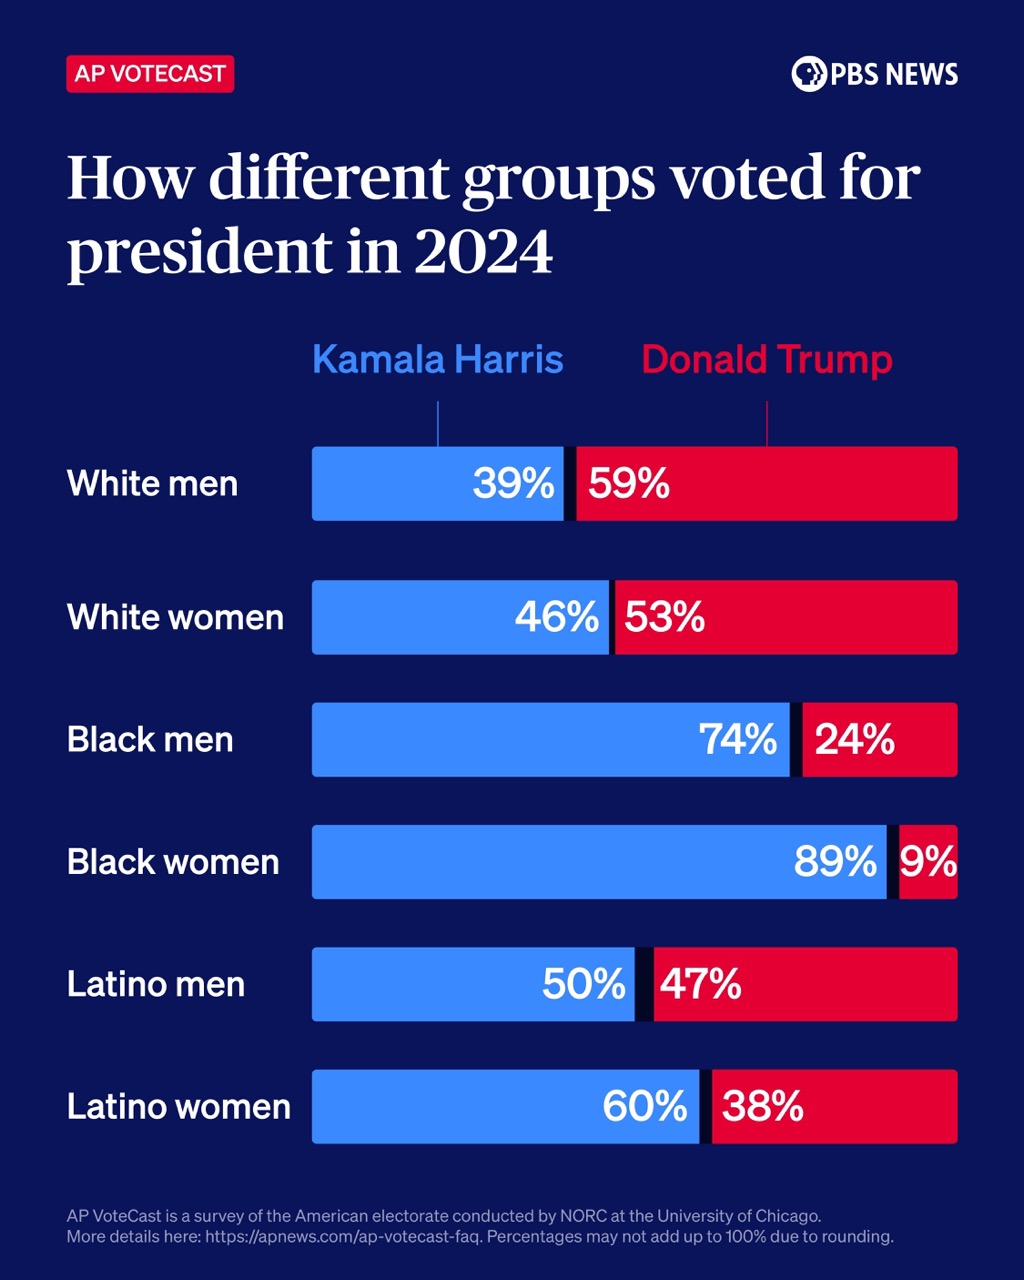 AP VOTECAST
PBS NEWS
How different groups voted for
president in 2024
Kamala Harris Donald Trump
White men 39% 59%
White women 46% 53%
Black men 74% 24%
Black women 89% 9%
Latino men 50% 47%
Latino women 60% 38%
AP VoteCast is a survey of the American electorate conducted by NORC at the University of Chicago.
More details here: https://apnews.com/ap-votecast-faq. Percentages may not add up to 100% due to rounding.